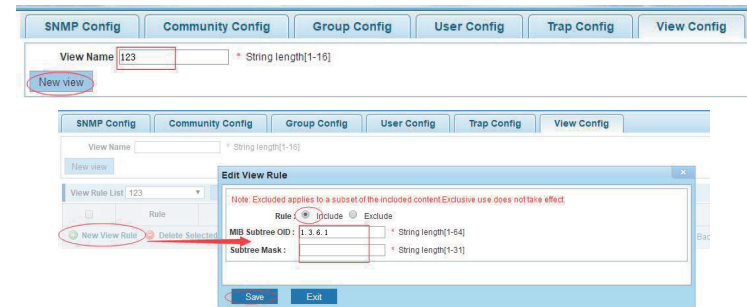 SNMP Config Community Config Group Config User Config Trap Config View Config
View Name 123 * String length[1-16]
New view
SNMP Config Community Config Group Config User Config Trap Config View Config
View Name * String length[1-16]
New view
View Rule List 123
Edit View Rule
Note: Excluded applies to a subset of the included content.Exclusive use does not take effect.
Rule : Include Exclude
Rule
MIB Subtree OID : 1.3.6.1 * String length[1-64]
New View Rule Delete Selected
Subtree Mask : * String length[1-31]
Save Exit